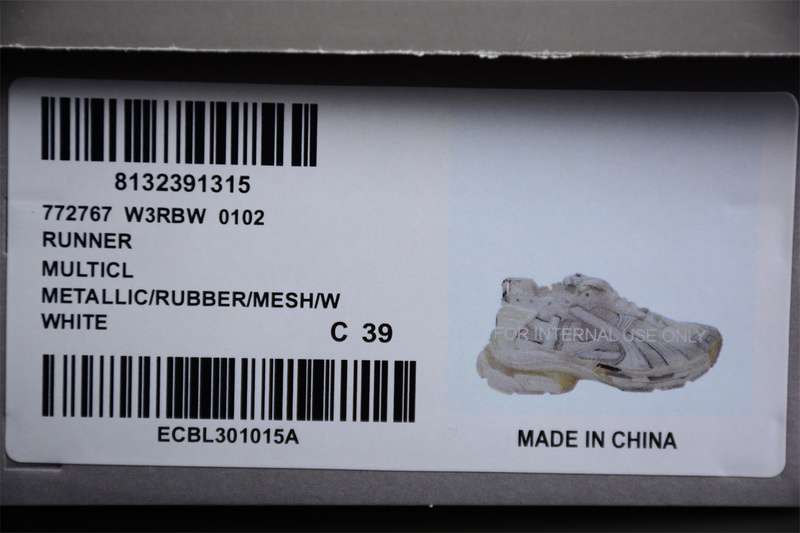 8132391315
772767 W3RBW 0102
RUNNER
MULTICL
METALLIC/RUBBER/MESH/W
WHITE
C 39
FOR INTERNAL USE ONLY
ECBL301015A
MADE IN CHINA